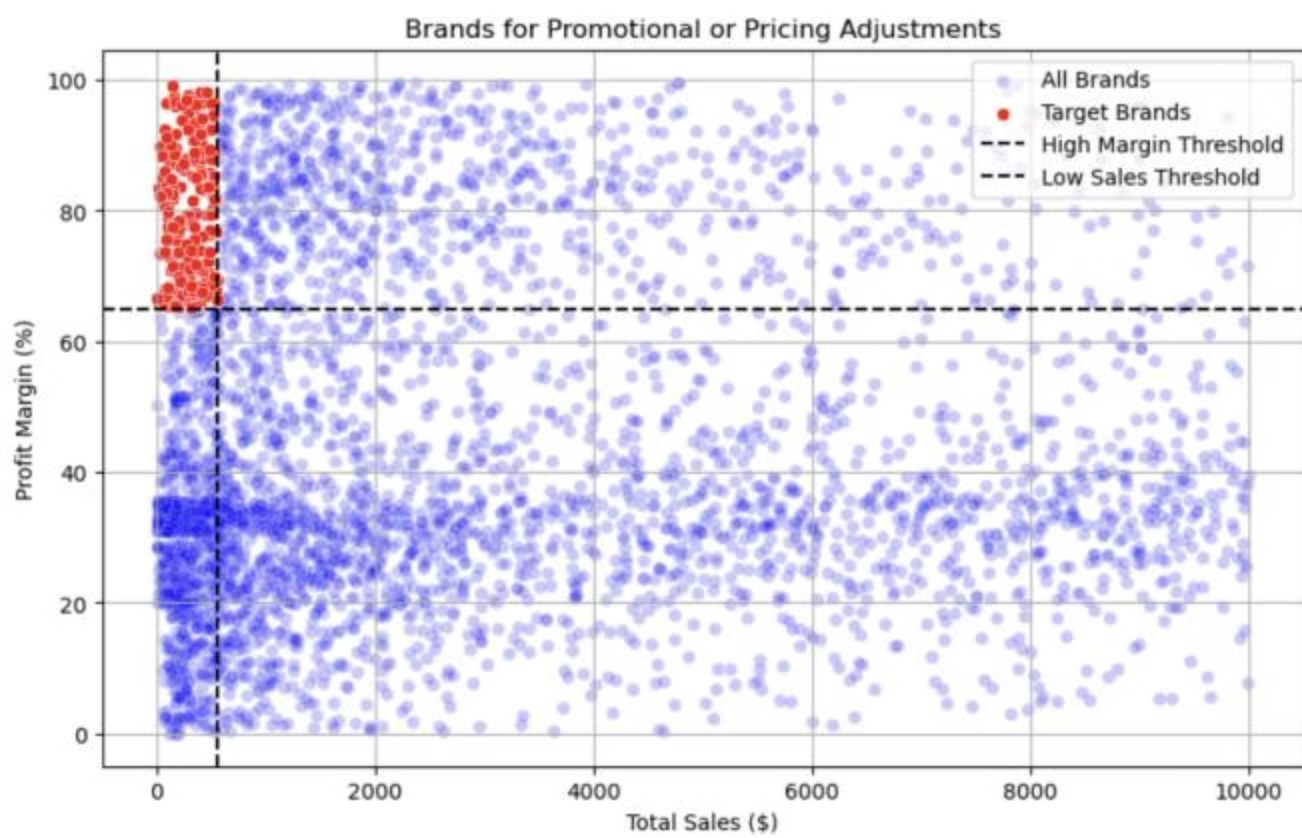 Brands for Promotional or Pricing Adjustments
All Brands
Target Brands
High Margin Threshold
Low Sales Threshold
Profit Margin (%)
100
80
60
40
20
0
0 2000 4000 6000 8000 10000
Total Sales ($)